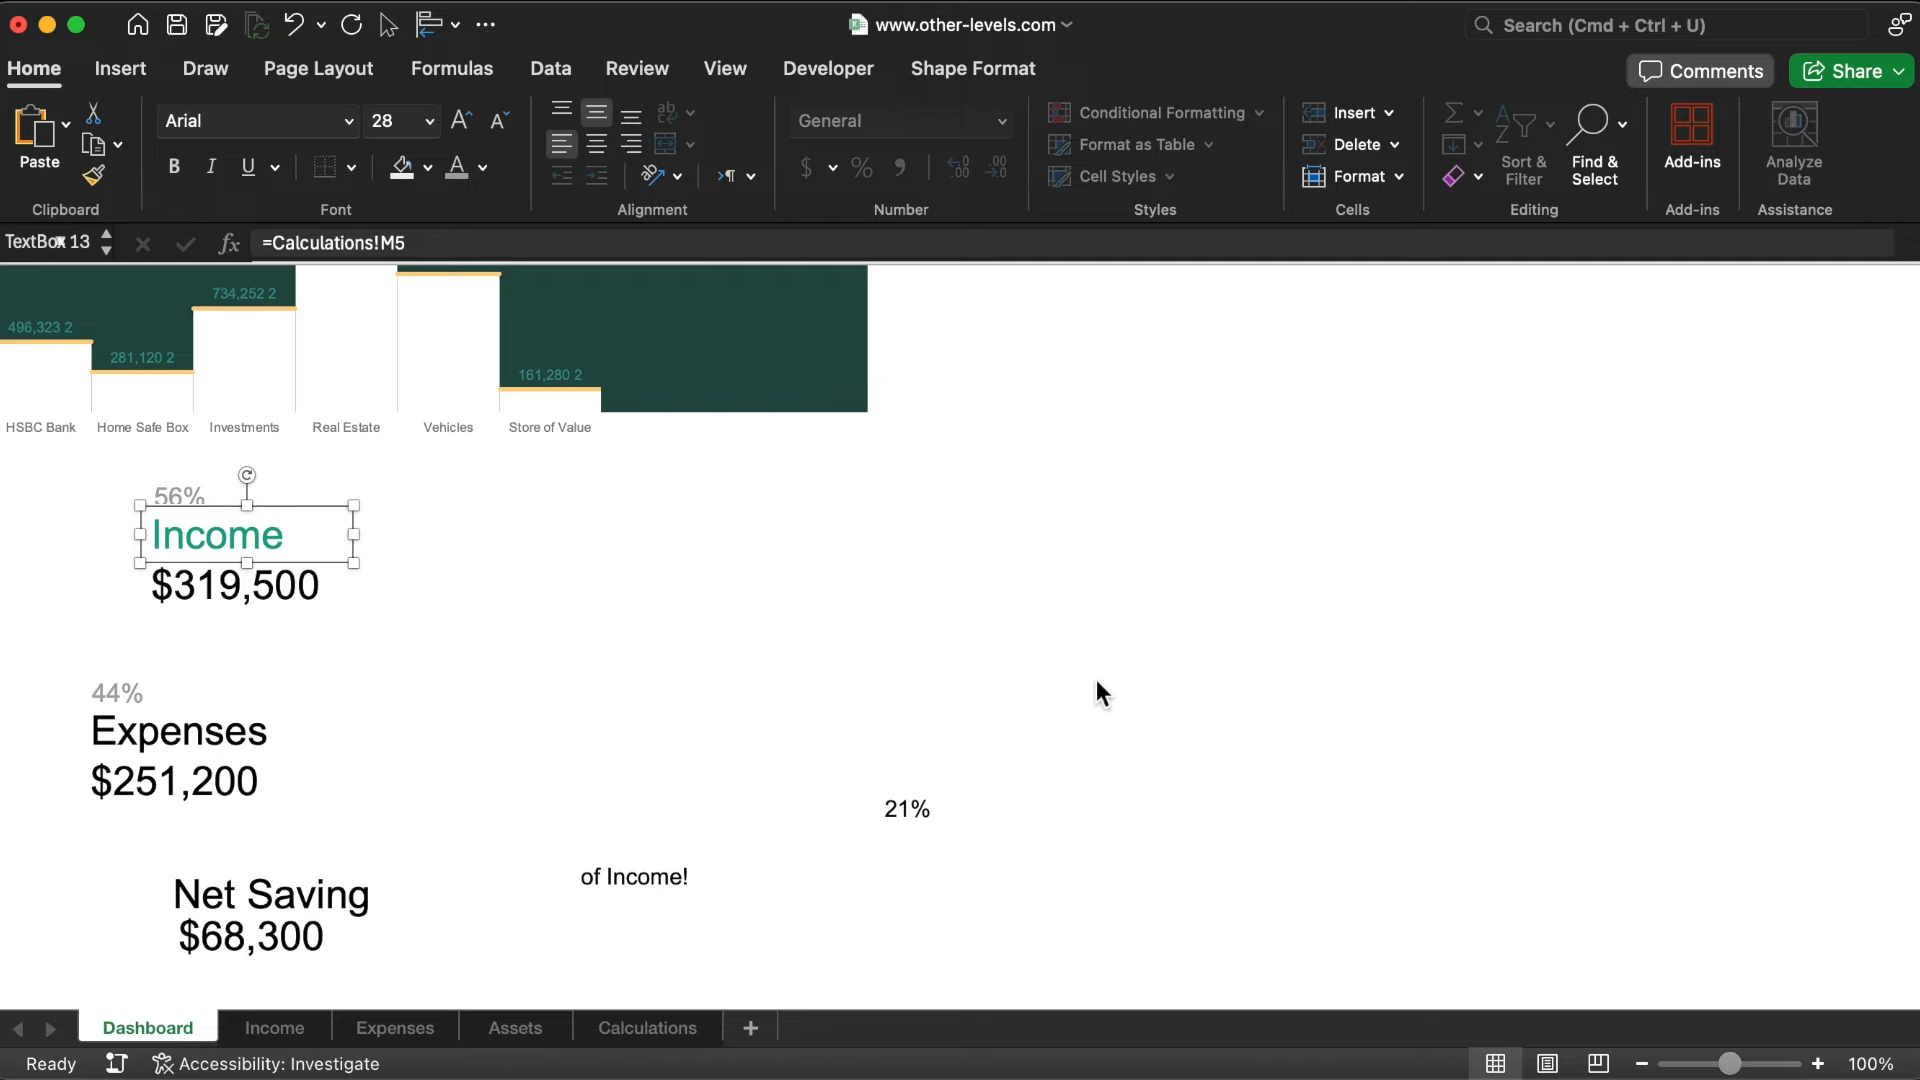 www.other-levels.com
Search (Cmd + Ctrl + U)
Home Insert Draw Page Layout Formulas Data Review View Developer Shape Format
Comments Share
Paste
Arial 28
General
Conditional Formatting
Format as Table
Cell Styles
Insert
Delete
Format
Sort & Filter
Find & Select
Add-ins
Analyze Data
Clipboard Font Alignment Number Styles Cells Editing Add-ins Assistance
TextBox 13
fx =Calculations!M5
734,252 2
496,323 2
281,120 2
161,280 2
HSBC Bank Home Safe Box Investments Real Estate Vehicles Store of Value
56%
Income
$319,500
44%
Expenses
$251,200
21%
of Income!
Net Saving
$68,300
Dashboard Income Expenses Assets Calculations
Ready Accessibility: Investigate 100%